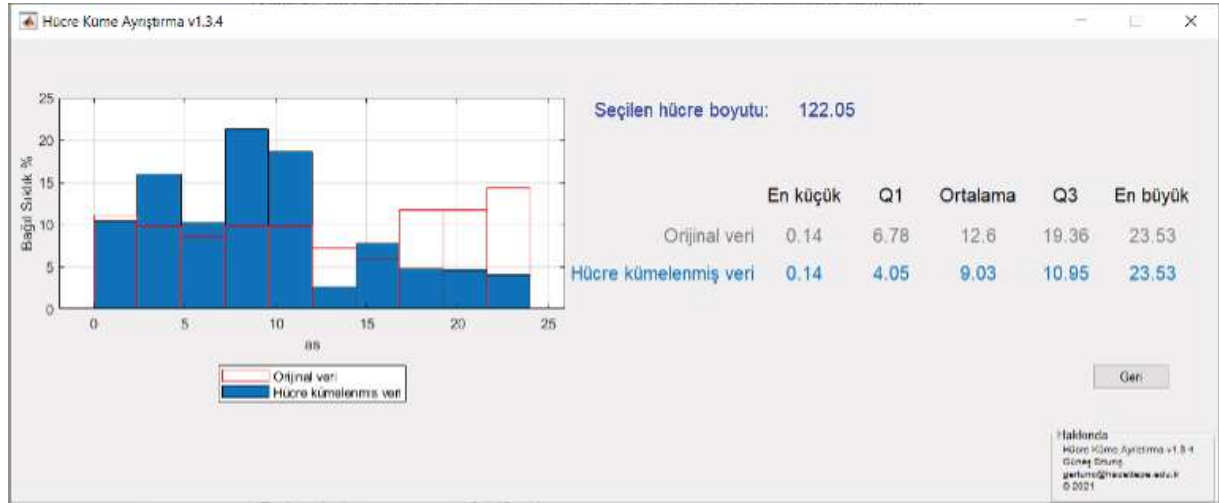 Hücre Küme Ayrıştırma v1.3.4
Seçilen hücre boyutu: 122.05
En küçük Q1 Ortalama Q3 En büyük
Orijinal veri 0.14 6.78 12.6 19.36 23.53
Hücre kümelenmiş veri 0.14 4.05 9.03 10.95 23.53
25
20
15
10
5
0
Bağıl Sıklık %
0 5 10 15 20 25
as
Orijinal veri
Hücre kümelenmiş veri
Geri
Hakkında
Hücre Küme Ayrıştırma v1.3.4
Güneş
© 2021